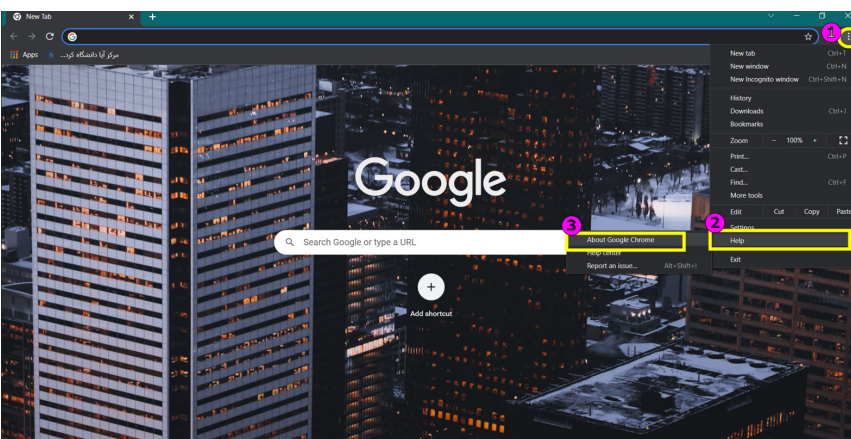 New Tab
Apps
مرکز آپا دانشگاه کرد...
1
New tab Ctrl+T
New window Ctrl+N
New Incognito window Ctrl+Shift+N
History
Downloads Ctrl+J
Bookmarks
Zoom - 100% +
Print... Ctrl+P
Cast...
Find... Ctrl+F
More tools
Edit Cut Copy Paste
Settings
2
Help
Exit
3
About Google Chrome
Help center
Report an issue... Alt+Shift+I
Google
Search Google or type a URL
Add shortcut